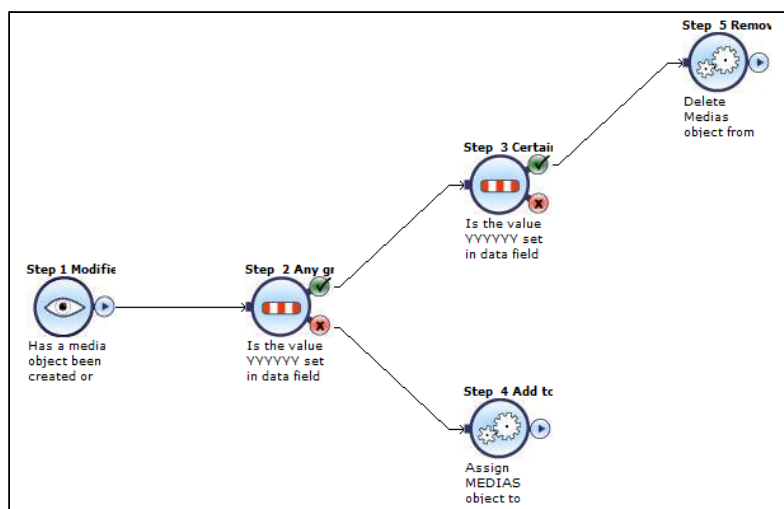 Step 5 Remov
Delete
Medias
object from
Step 3 Certain
Is the value
YYYYYY set
in data field
Step 1 Modifie
Has a media
object been
created or
Step 2 Any gr
Is the value
YYYYYY set
in data field
Step 4 Add to
Assign
MEDIAS
object to